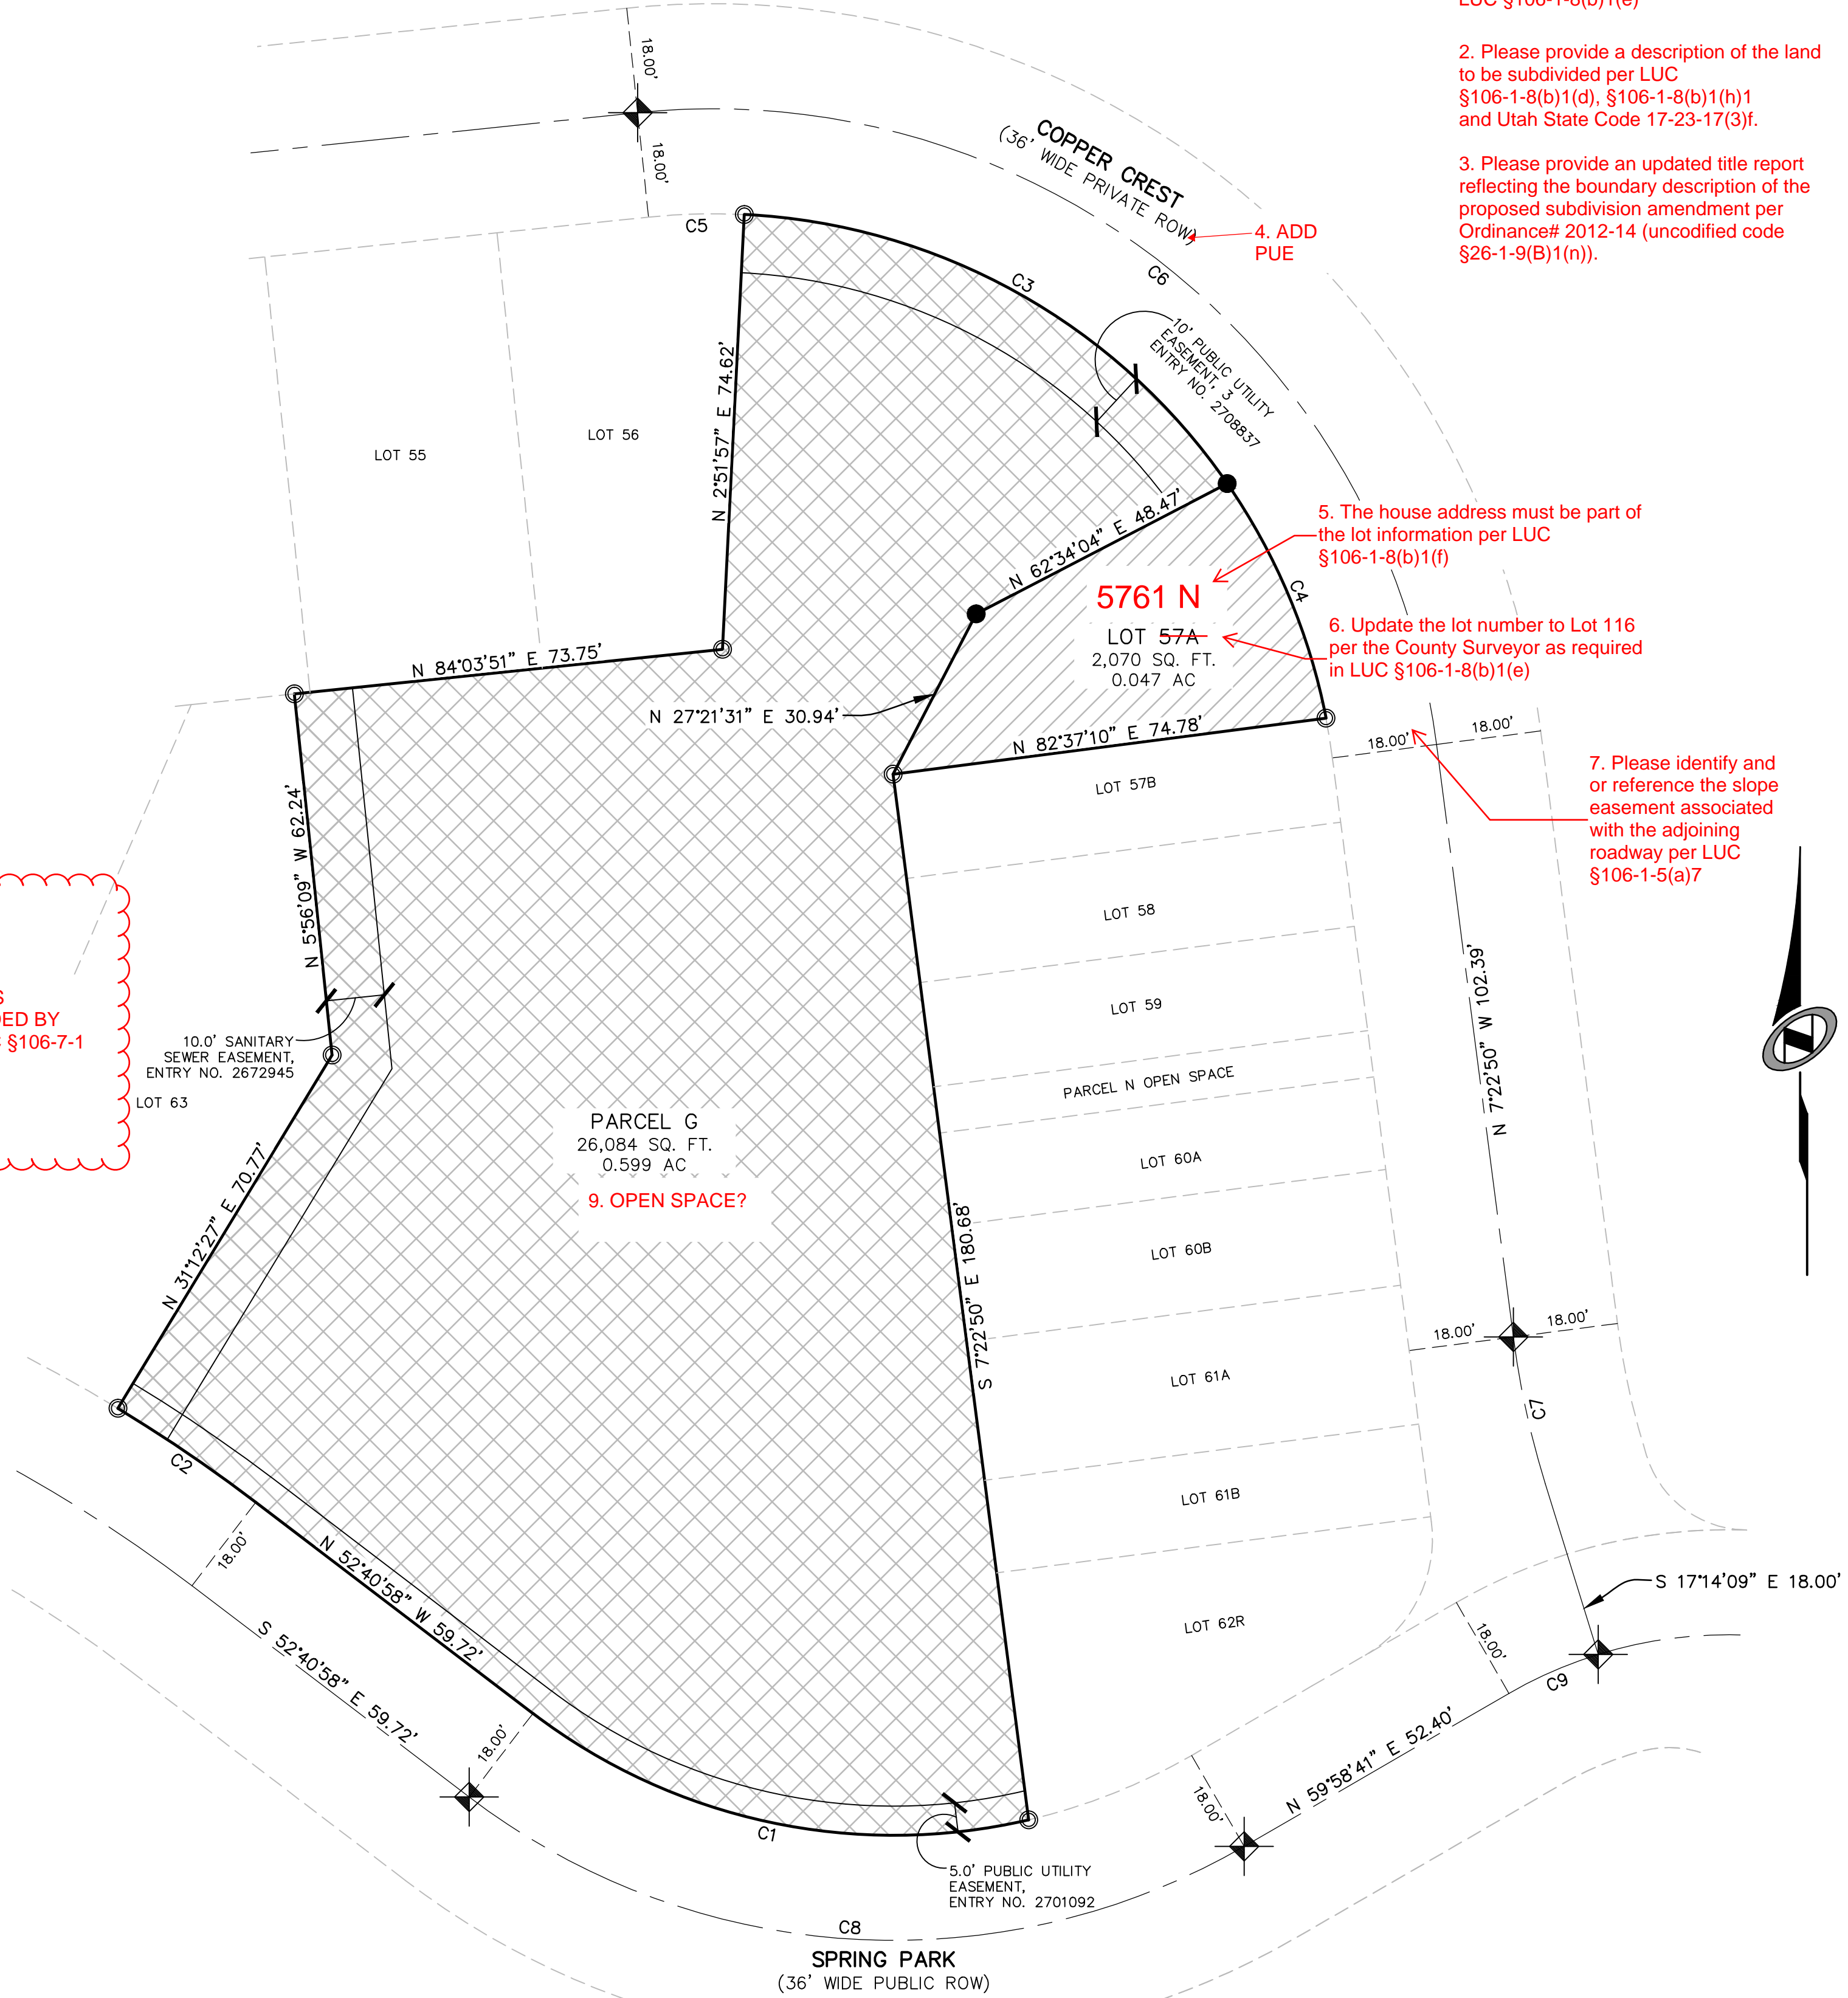 LUC §106-1-8(b)1(e)
2. Please provide a description of the land
to be subdivided per LUC
§106-1-8(b)1(d), §106-1-8(b)1(h)1
and Utah State Code 17-23-17(3)f.
3. Please provide an updated title report
reflecting the boundary description of the
proposed subdivision amendment per
Ordinance# 2012-14 (uncodified code
§26-1-9(B)1(n)).
18.00'
18.00'
COPPER CREST
(36' WIDE PRIVATE ROW)
4. ADD
PUE
C5
C3
C6
10' PUBLIC UTILITY
EASEMENT, 3
ENTRY NO. 2708837
N 2°51'57" E 74.62'
LOT 55
LOT 56
N 62°34'04" E 48.47'
5. The house address must be part of
the lot information per LUC
§106-1-8(b)1(f)
5761 N
C4
LOT 57A
2,070 SQ. FT.
0.047 AC
6. Update the lot number to Lot 116
per the County Surveyor as required
in LUC §106-1-8(b)1(e)
N 84°03'51" E 73.75'
N 27°21'31" E 30.94'
N 82°37'10" E 74.78'
18.00'
18.00'
7. Please identify and
or reference the slope
easement associated
with the adjoining
roadway per LUC
§106-1-5(a)7
LOT 57B
N 5°56'09" W 62.24'
LOT 58
LOT 59
N 7°22'50" W 102.39'
S
DED BY
§106-7-1
10.0' SANITARY
SEWER EASEMENT,
ENTRY NO. 2672945
LOT 63
PARCEL N OPEN SPACE
N
PARCEL G
26,084 SQ. FT.
0.599 AC
9. OPEN SPACE?
LOT 60A
N 31°12'27" E 70.77'
LOT 60B
S 7°22'50" E 180.68'
18.00'
18.00'
LOT 61A
C7
C2
LOT 61B
18.00'
N 52°40'58" W 59.72'
S 17°14'09" E 18.00'
LOT 62R
S 52°40'58" E 59.72'
18.00'
18.00'
C9
N 59°58'41" E 52.40'
18.00'
C1
5.0' PUBLIC UTILITY
EASEMENT,
ENTRY NO. 2701092
C8
SPRING PARK
(36' WIDE PUBLIC ROW)